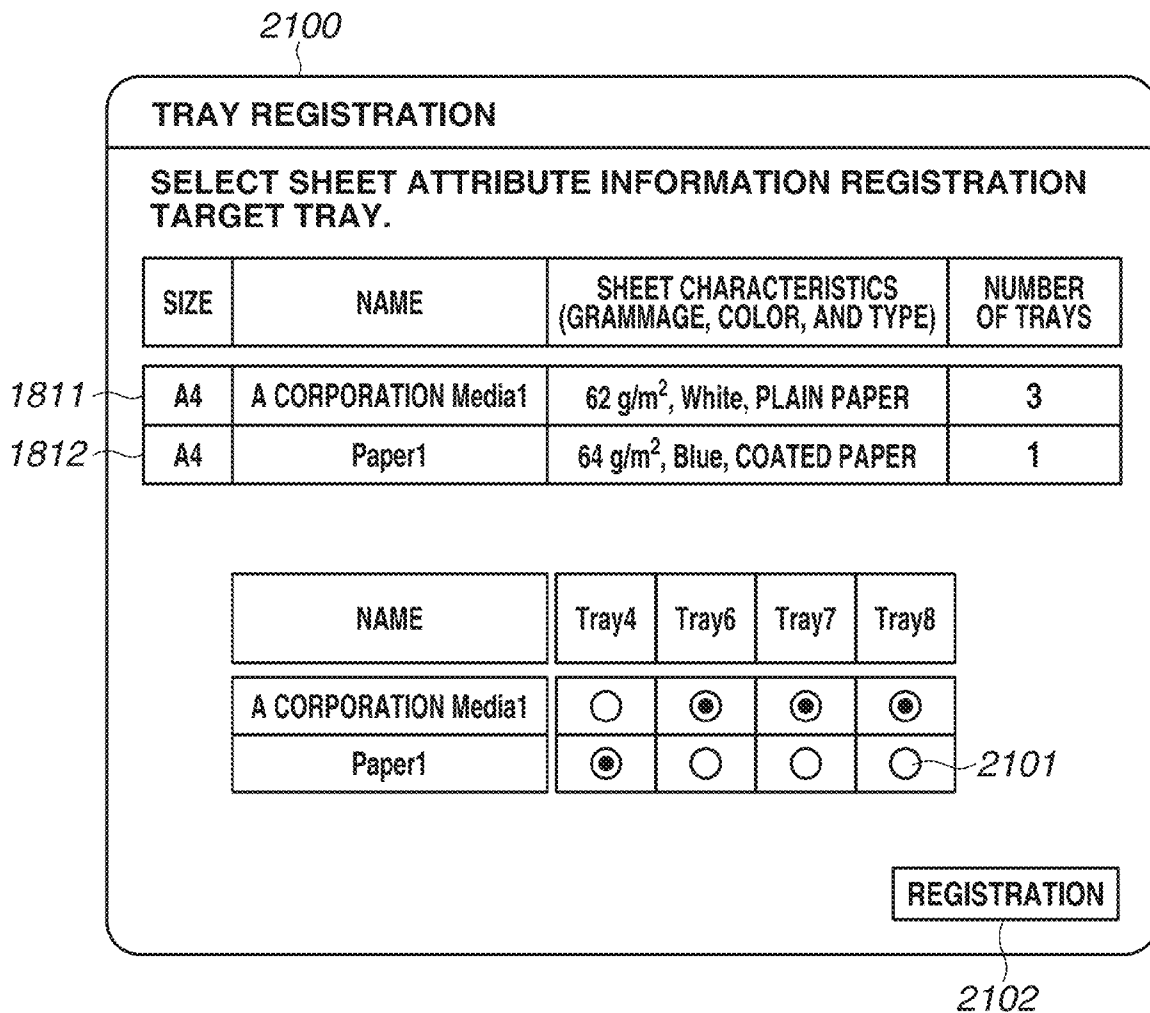 2100
TRAY REGISTRATION
SELECT SHEET ATTRIBUTE INFORMATION REGISTRATION
TARGET TRAY.
SIZE NAME SHEET CHARACTERISTICS (GRAMMAGE, COLOR, AND TYPE) NUMBER OF TRAYS
1811 A4 A CORPORATION Media1 62 g/m², White, PLAIN PAPER 3
1812 A4 Paper1 64 g/m², Blue, COATED PAPER 1
NAME Tray4 Tray6 Tray7 Tray8
A CORPORATION Media1
Paper1 2101
REGISTRATION
2102